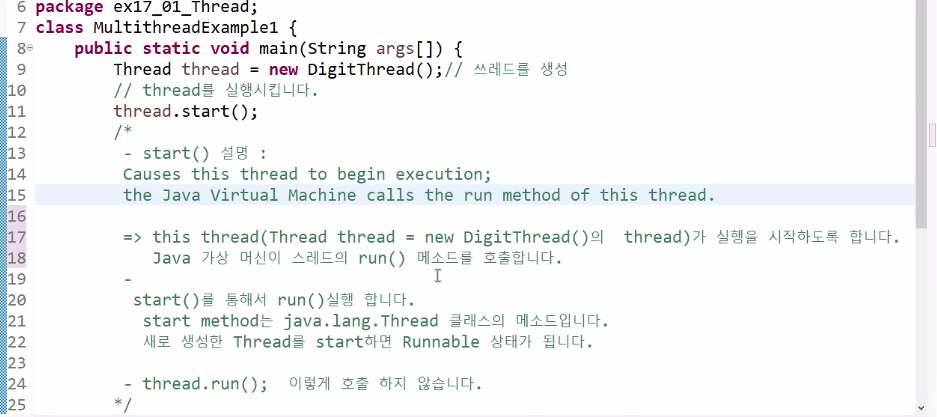 6 package ex17_01_Thread;
7 class MultithreadExample1 {
8 public static void main(String args[]) {
9 Thread thread = new DigitThread();// 쓰레드를 생성
10 // thread를 실행시킵니다.
11 thread.start();
12 /*
13 - start() 설명 :
14 Causes this thread to begin execution;
15 the Java Virtual Machine calls the run method of this thread.
16
17 => this thread(Thread thread = new DigitThread()의 thread)가 실행을 시작하도록 합니다.
18 Java 가상 머신이 스레드의 run() 메소드를 호출합니다.
19 -
20 start()를 통해서 run()실행 합니다.
21 start method는 java.lang.Thread 클래스의 메소드입니다.
22 새로 생성한 Thread를 start하면 Runnable 상태가 됩니다.
23
24 - thread.run(); 이렇게 호출 하지 않습니다.
25 */